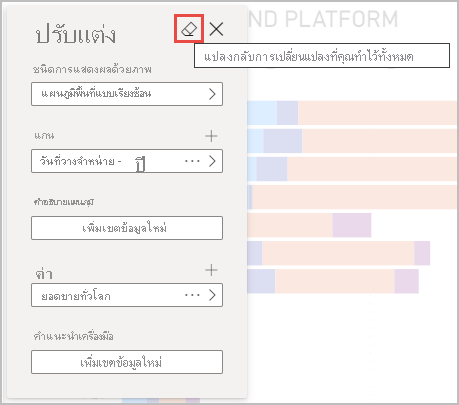 ปรับแต่ง
ND PLATFORM
แปลงกลับการเปลี่ยนแปลงที่คุณทำไว้ทั้งหมด
ชนิดการแสดงผลด้วยภาพ
แผนภูมิพื้นที่แบบเรียงซ้อน
แกน
วันที่วางจำหน่าย - ปี
คำอธิบายแผนภูมิ
เพิ่มเขตข้อมูลใหม่
ค่า
ยอดขายทั่วโลก
คำแนะนำเครื่องมือ
เพิ่มเขตข้อมูลใหม่